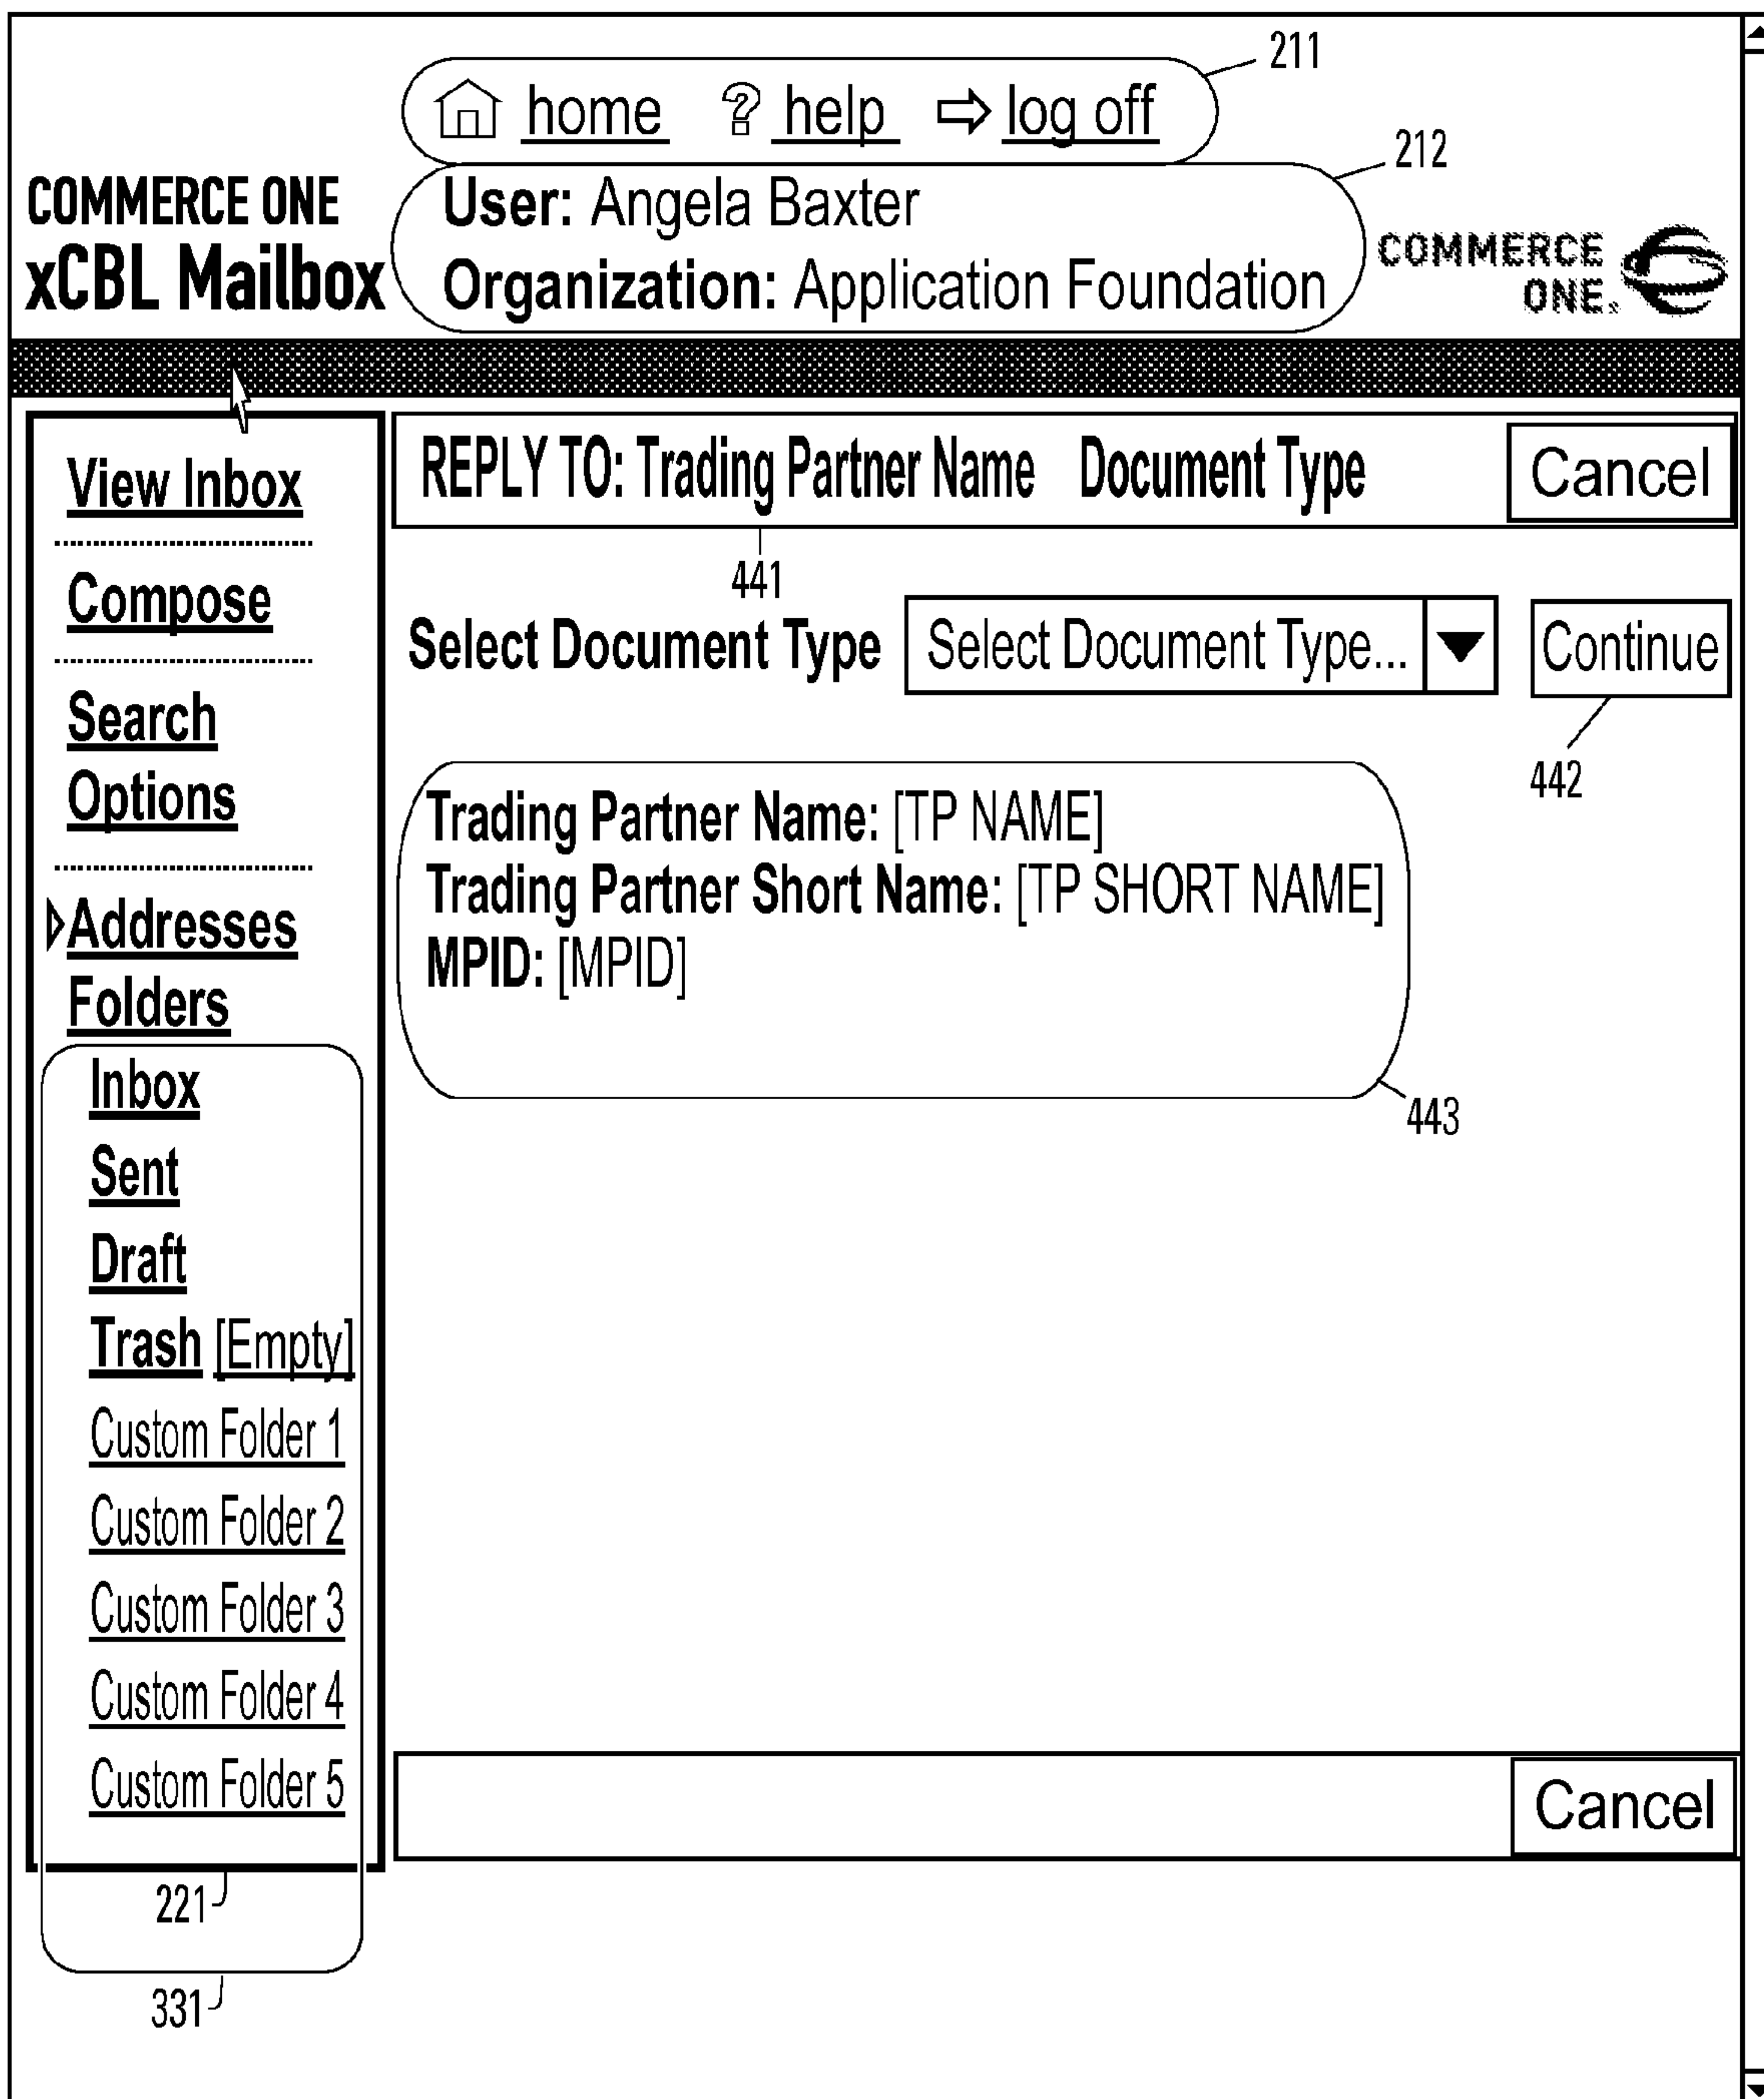 211
home ? help log off
212
COMMERCE ONE
xCBL Mailbox
User: Angela Baxter
Organization: Application Foundation
COMMERCE
ONE.
View Inbox
Compose
Search
Options
Addresses
Folders
Inbox
Sent
Draft
Trash [Empty]
Custom Folder 1
Custom Folder 2
Custom Folder 3
Custom Folder 4
Custom Folder 5
221
331
REPLY TO: Trading Partner Name Document Type Cancel
441
Select Document Type Select Document Type... Continue
442
Trading Partner Name: [TP NAME]
Trading Partner Short Name: [TP SHORT NAME]
MPID: [MPID]
443
Cancel